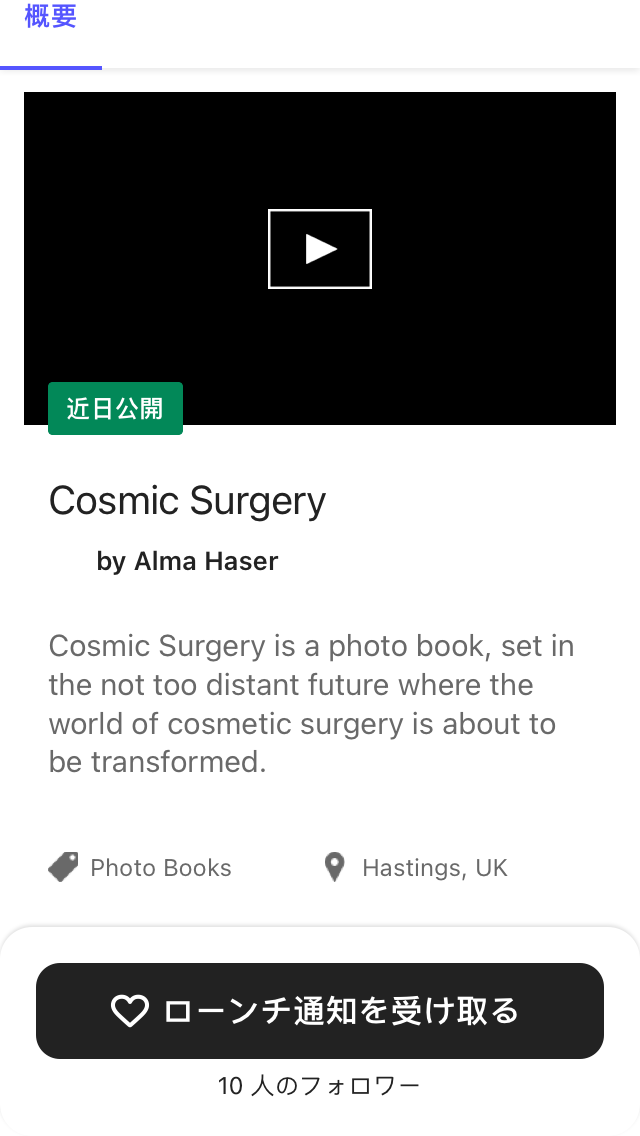 概要
近日公開
Cosmic Surgery
by Alma Haser
Cosmic Surgery is a photo book, set in
the not too distant future where the
world of cosmetic surgery is about to
be transformed.
Photo Books
Hastings, UK
ローンチ通知を受け取る
10 人のフォロワー